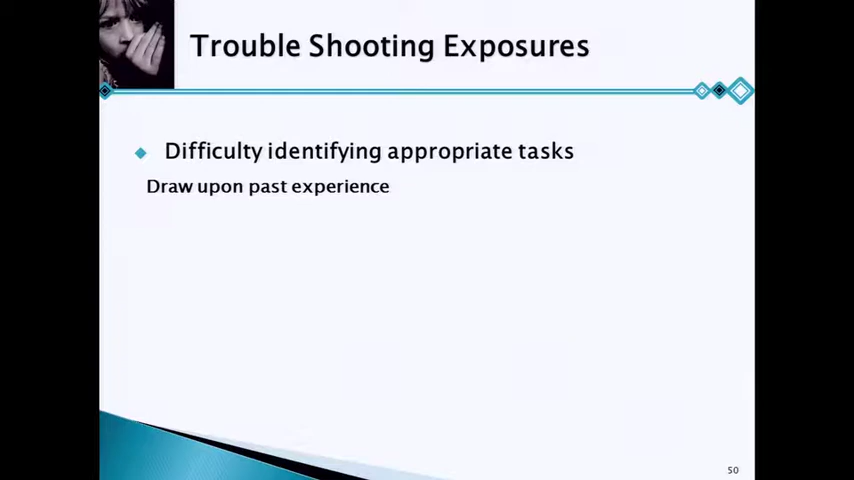 Trouble Shooting Exposures
Difficulty identifying appropriate tasks
Draw upon past experience
50